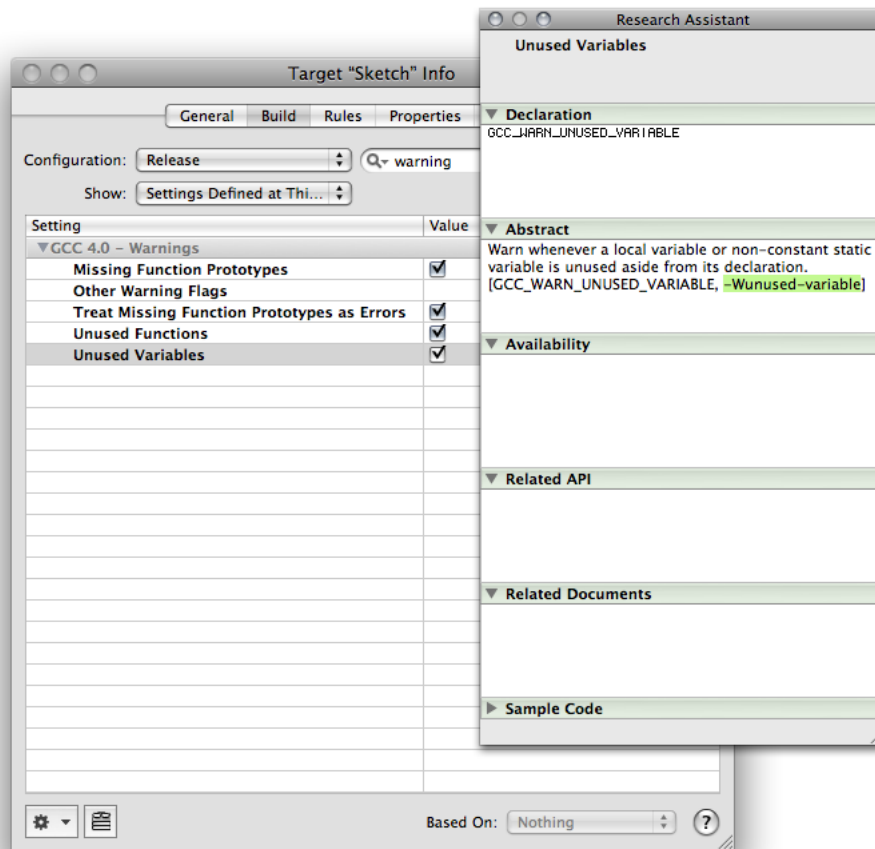 Research Assistant
Unused Variables
Declaration
GCC_WARN_UNUSED_VARIABLE
Abstract
Warn whenever a local variable or non-constant static
variable is unused aside from its declaration.
[GCC_WARN_UNUSED_VARIABLE, -Wunused-variable]
Availability
Related API
Related Documents
Sample Code
Target "Sketch" Info
General Build Rules Properties
Configuration: Release warning
Show: Settings Defined at Thi...
Setting Value
GCC 4.0 - Warnings
Missing Function Prototypes
Other Warning Flags
Treat Missing Function Prototypes as Errors
Unused Functions
Unused Variables
Based On: Nothing ?